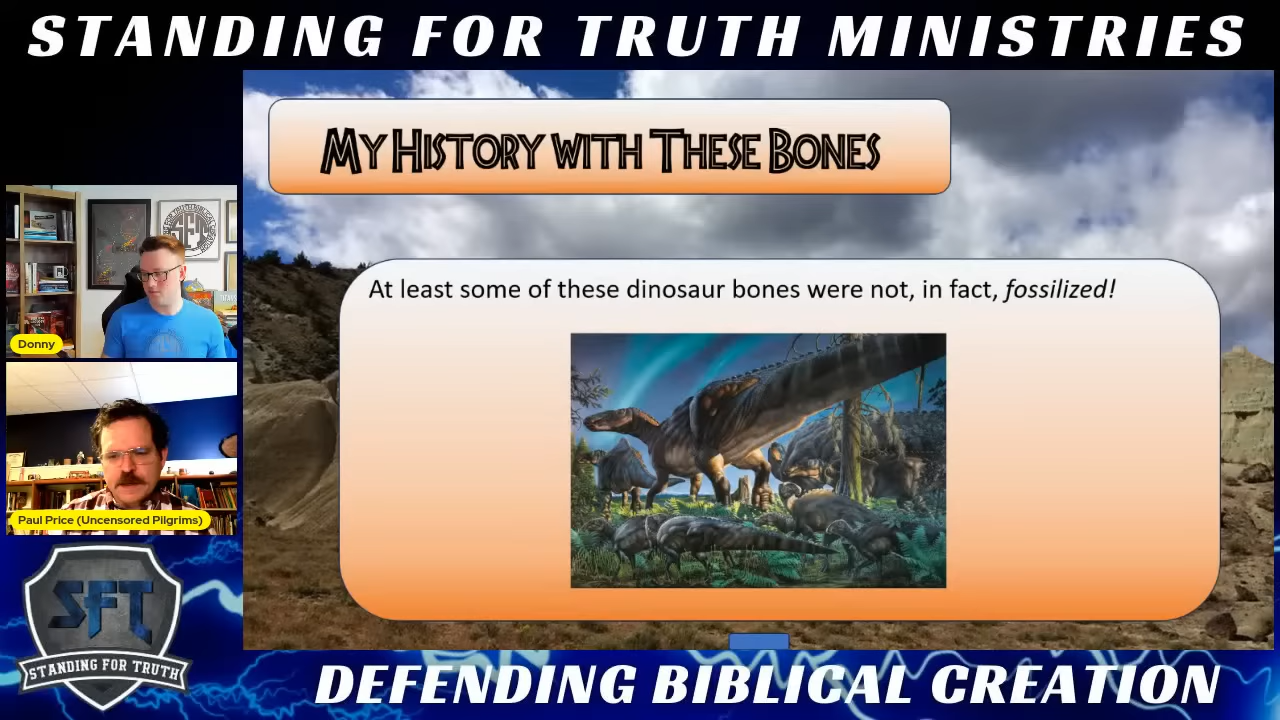 STANDING FOR TRUTH MINISTRIES
MY HISTORY WITH THESE BONES
At least some of these dinosaur bones were not, in fact, fossilized!
SFT
Donny
Paul Price (Uncensored Pilgrims)
SFT
STANDING FOR TRUTH
DEFENDING BIBLICAL CREATION